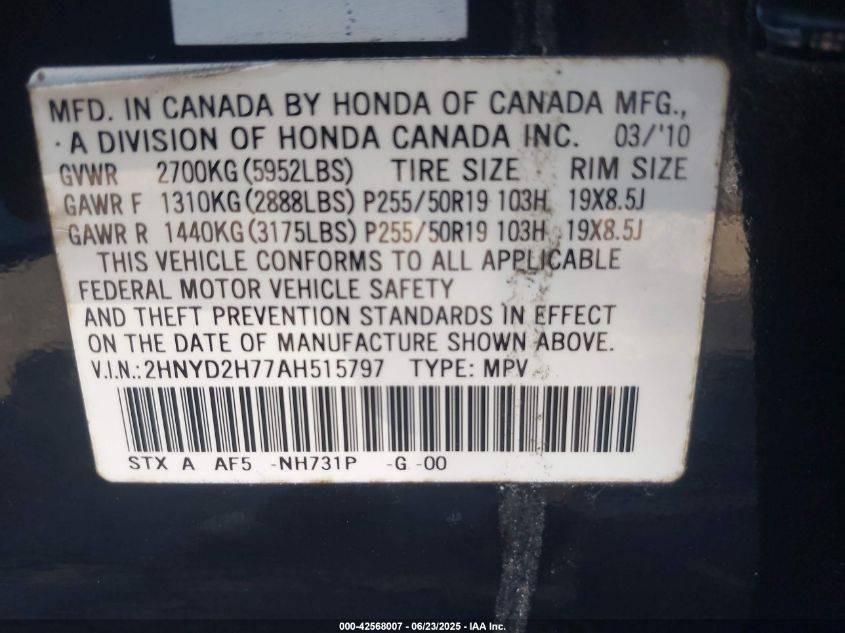 MFD. IN CANADA BY HONDA OF CANADA MFG.,
· A DIVISION OF HONDA CANADA INC. 03/'10
GVWR 2700KG (5952LBS) TIRE SIZE RIM SIZE
GAWR F 1310KG (2888LBS) P255/50R19 103H 19X8.5J
GAWR R 1440KG (3175LBS) P255/50R19 103H 19X8.5J
THIS VEHICLE CONFORMS TO ALL APPLICABLE
FEDERAL MOTOR VEHICLE SAFETY
AND THEFT PREVENTION STANDARDS IN EFFECT
ON THE DATE OF MANUFACTURE SHOWN ABOVE.
V.I.N.: 2HNYD2H77AH515797 TYPE: MPV
STX A AF5 -NH731P -G -00
000-42568007 - 06/23/2025 - IAA Inc.